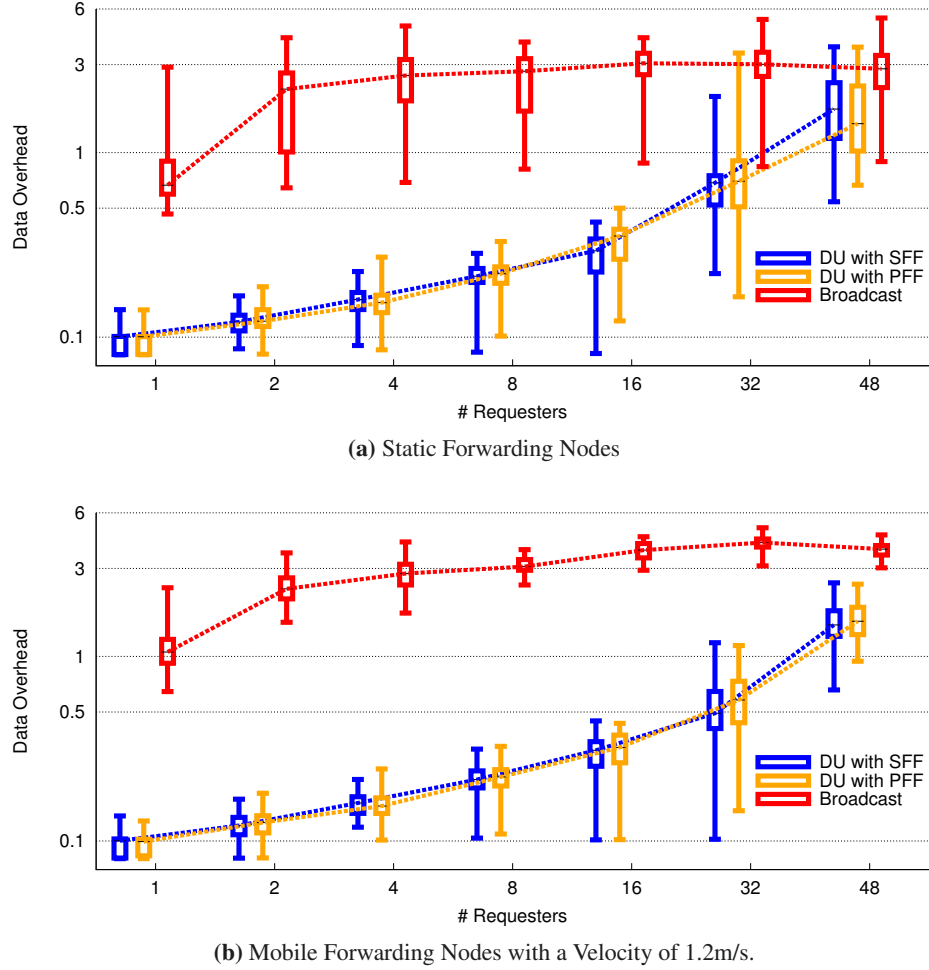 6
3
1
0.5
0.1
Data Overhead
DU with SFF
DU with PFF
Broadcast
1 2 4 8 16 32 48
# Requesters
(a) Static Forwarding Nodes
6
3
1
0.5
0.1
Data Overhead
DU with SFF
DU with PFF
Broadcast
1 2 4 8 16 32 48
# Requesters
(b) Mobile Forwarding Nodes with a Velocity of 1.2m/s.